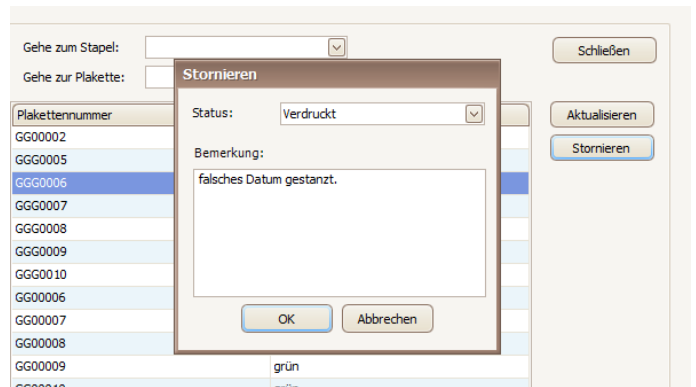 Gehe zum Stapel:
Schließen
Gehe zur Plakette:
Stornieren
Plakettennummer
Status:
Verdruckt
Aktualisieren
GG00002
Stornieren
Bemerkung:
GGG0005
falsches Datum gestanzt.
GGG0006
GGG0007
GGG0008
GGG0009
GGG0010
GG00006
GG00007
OK
Abbrechen
GG00008
GG00009 grün